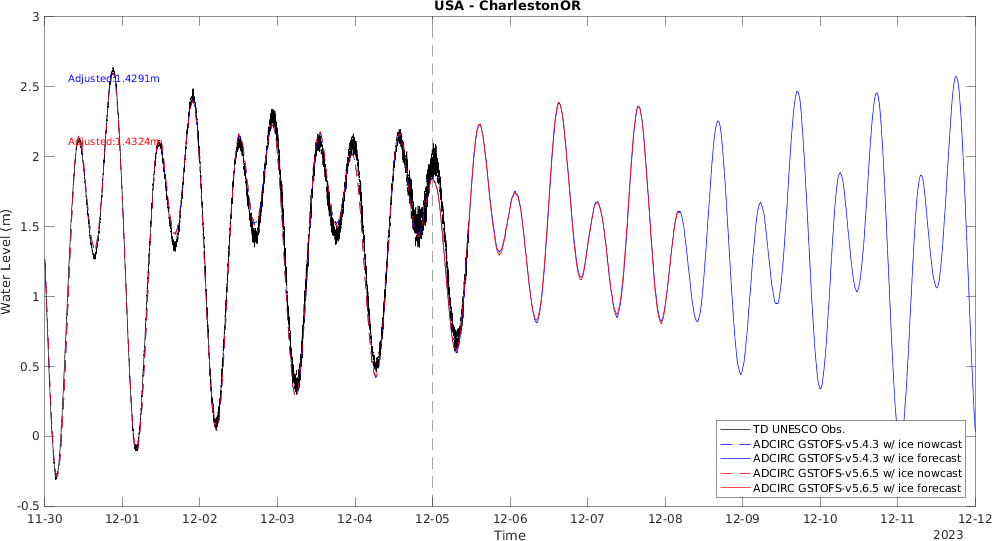 USA - CharlestonOR
3
2.5
2
1.5
1
0.5
0
-0.5
Water Level (m)
Adjusted:1.4291m
Adjusted:1.4324m
TD UNESCO Obs.
ADCIRC GSTOFS-v5.4.3 w/ ice nowcast
ADCIRC GSTOFS-v5.4.3 w/ ice forecast
ADCIRC GSTOFS-v5.6.5 w/ ice nowcast
ADCIRC GSTOFS-v5.6.5 w/ ice forecast
11-30 12-01 12-02 12-03 12-04 12-05 12-06 12-07 12-08 12-09 12-10 12-11 12-12
Time
2023